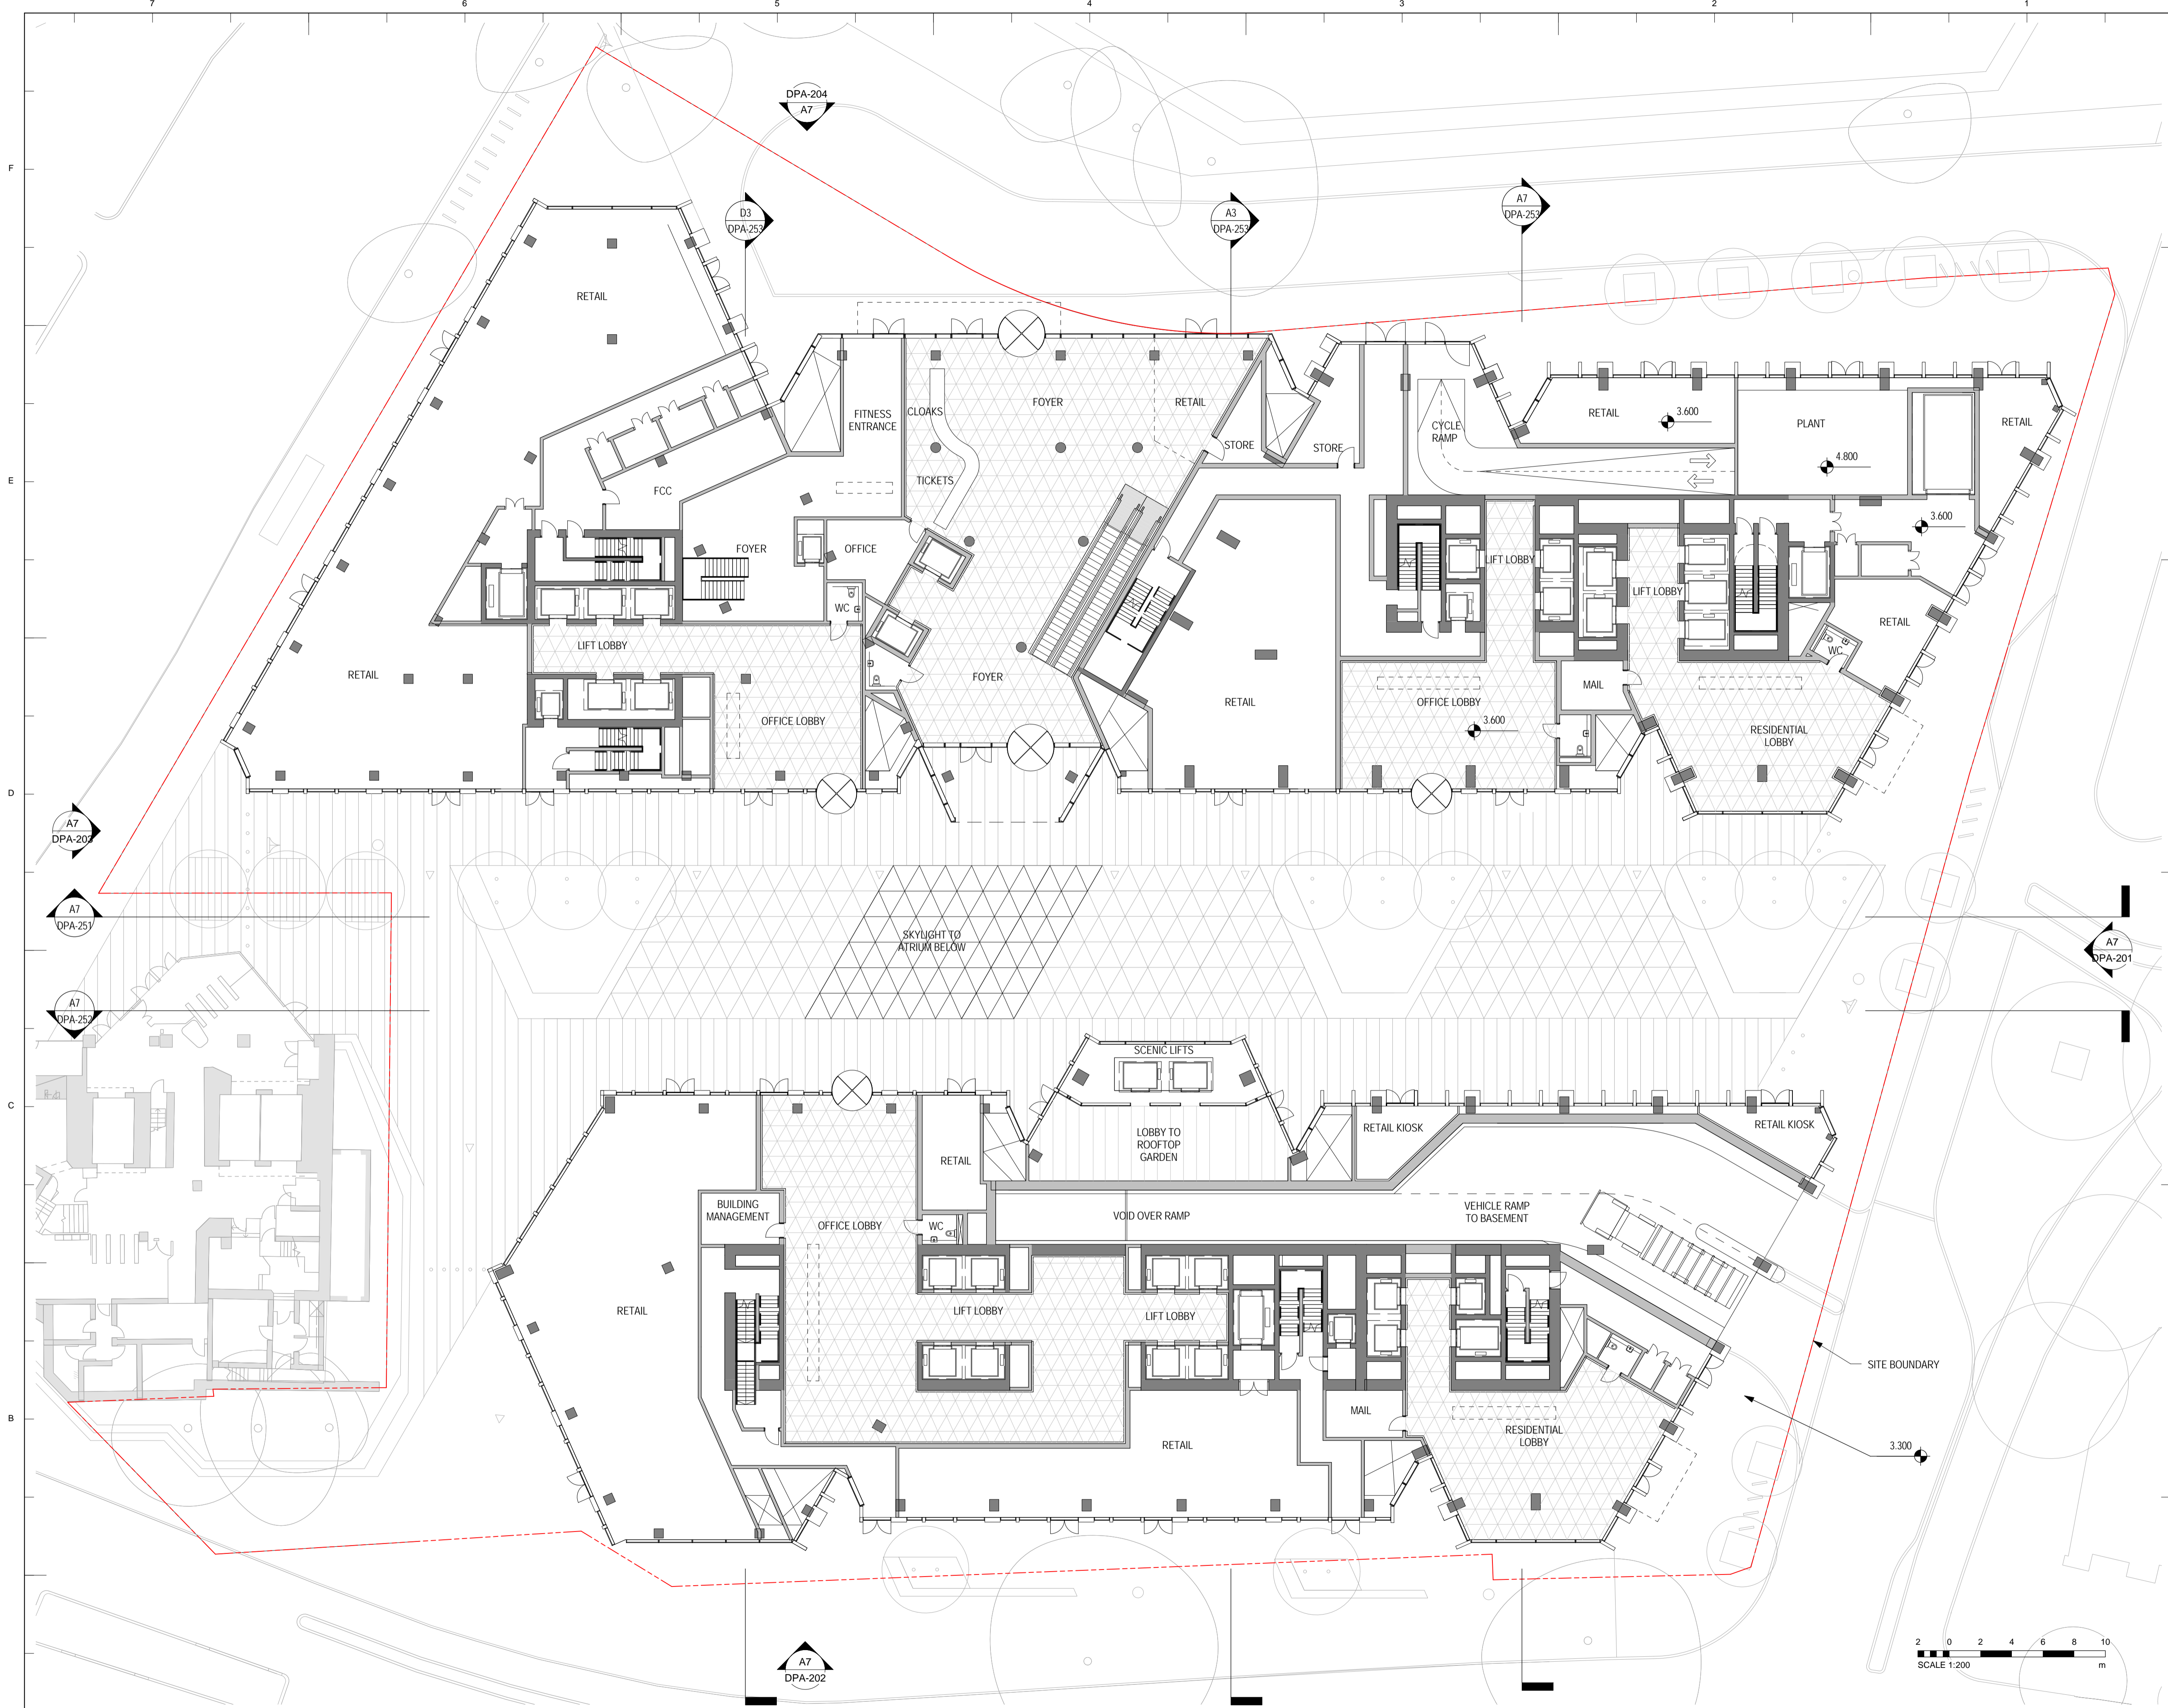 7
6
5
4
3
2
1
F
E
D
C
B
DPA-204
A7
D3
DPA-253
A3
DPA-253
A7
DPA-253
RETAIL
FITNESS
ENTRANCE
CLOAKS
FOYER
RETAIL
STORE
STORE
CYCLE
RAMP
RETAIL
3.600
PLANT
RETAIL
4.800
TICKETS
FCC
3.600
FOYER
OFFICE
LIFT LOBBY
LIFT LOBBY
WC
RETAIL
LIFT LOBBY
WC
RETAIL
FOYER
MAIL
OFFICE LOBBY
RETAIL
OFFICE LOBBY
3.600
RESIDENTIAL
LOBBY
A7
DPA-203
A7
DPA-251
SKYLIGHT TO
ATRIUM BELOW
A7
DPA-201
A7
DPA-252
SCENIC LIFTS
RETAIL KIOSK
RETAIL KIOSK
LOBBY TO
ROOFTOP
GARDEN
RETAIL
BUILDING
MANAGEMENT
OFFICE LOBBY
WC
VOID OVER RAMP
VEHICLE RAMP
TO BASEMENT
RETAIL
LIFT LOBBY
LIFT LOBBY
SITE BOUNDARY
MAIL
RESIDENTIAL
LOBBY
RETAIL
3.300
A7
DPA-202
2 0 2 4 6 8 10
SCALE 1:200 m